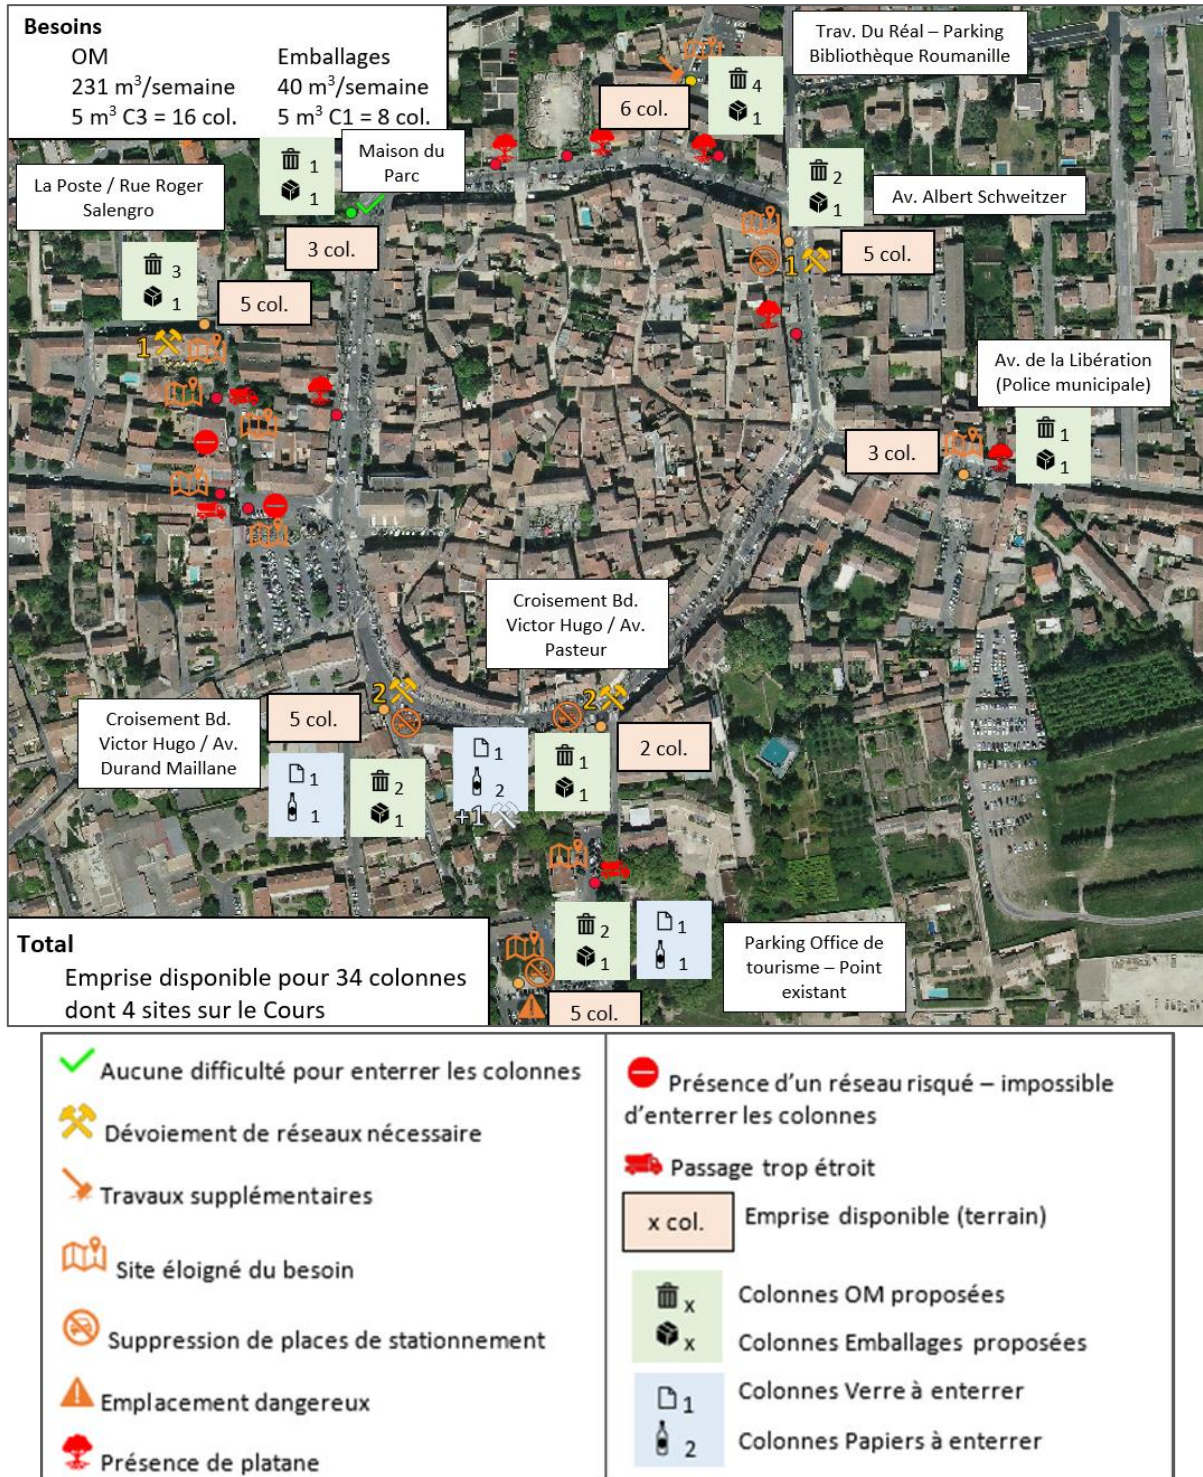 Besoins
OM
231 m³/semaine
5 m³ C3 = 16 col.
Emballages
40 m³/semaine
5 m³ C1 = 8 col.
Trav. Du Réal – Parking
Bibliothèque Roumanille
4
1
6 col.
Maison du
Parc
1
1
3 col.
La Poste / Rue Roger
Salengro
3
1
5 col.
1
2
1
Av. Albert Schweitzer
1
5 col.
Av. de la Libération
(Police municipale)
1
1
3 col.
Croisement Bd.
Victor Hugo / Av.
Pasteur
2
2 col.
1
2
+1
1
1
Croisement Bd.
Victor Hugo / Av.
Durand Maillane
5 col.
2
1
1
2
1
2
1
1
1
5 col.
Parking Office de
tourisme – Point
existant
Total
Emprise disponible pour 34 colonnes
dont 4 sites sur le Cours
Aucune difficulté pour enterrer les colonnes
Dévoiement de réseaux nécessaire
Travaux supplémentaires
Site éloigné du besoin
Suppression de places de stationnement
Emplacement dangereux
Présence de platane
Présence d'un réseau risqué – impossible
d'enterrer les colonnes
Passage trop étroit
x col.
Emprise disponible (terrain)
x
Colonnes OM proposées
x
Colonnes Emballages proposées
1
Colonnes Verre à enterrer
2
Colonnes Papiers à enterrer